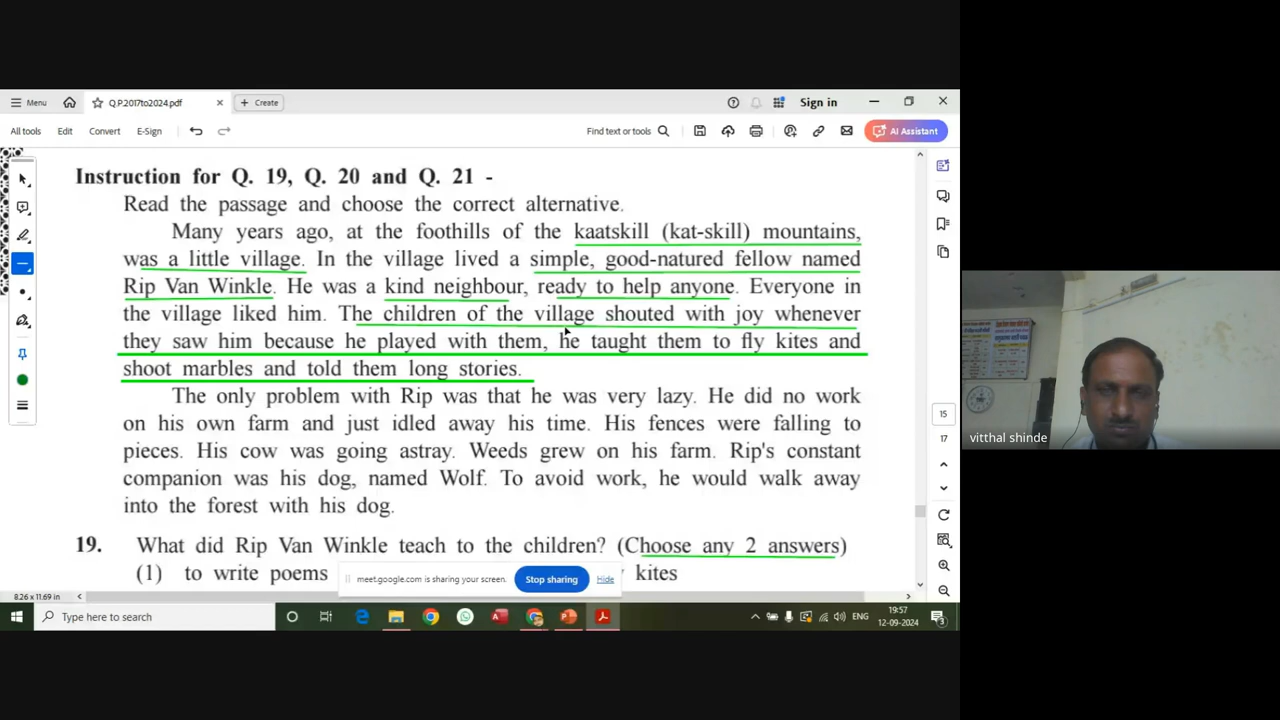 Menu
Q.P.2017to2024.pdf
Create
Sign in
All tools Edit Convert E-Sign
Find text or tools
AI Assistant
Instruction for Q. 19, Q. 20 and Q. 21 -
Read the passage and choose the correct alternative.
Many years ago, at the foothills of the kaatskill (kat-skill) mountains,
was a little village. In the village lived a simple, good-natured fellow named
Rip Van Winkle. He was a kind neighbour, ready to help anyone. Everyone in
the village liked him. The children of the village shouted with joy whenever
they saw him because he played with them, he taught them to fly kites and
shoot marbles and told them long stories.
The only problem with Rip was that he was very lazy. He did no work
on his own farm and just idled away his time. His fences were falling to
pieces. His cow was going astray. Weeds grew on his farm. Rip's constant
companion was his dog, named Wolf. To avoid work, he would walk away
into the forest with his dog.
19. What did Rip Van Winkle teach to the children? (Choose any 2 answers)
(1) to write poems
kites
meet.google.com is sharing your screen.
Stop sharing
Hide
15
17
8.26 x 11.69 in
Type here to search
ENG
19:57
12-09-2024
vitthal shinde